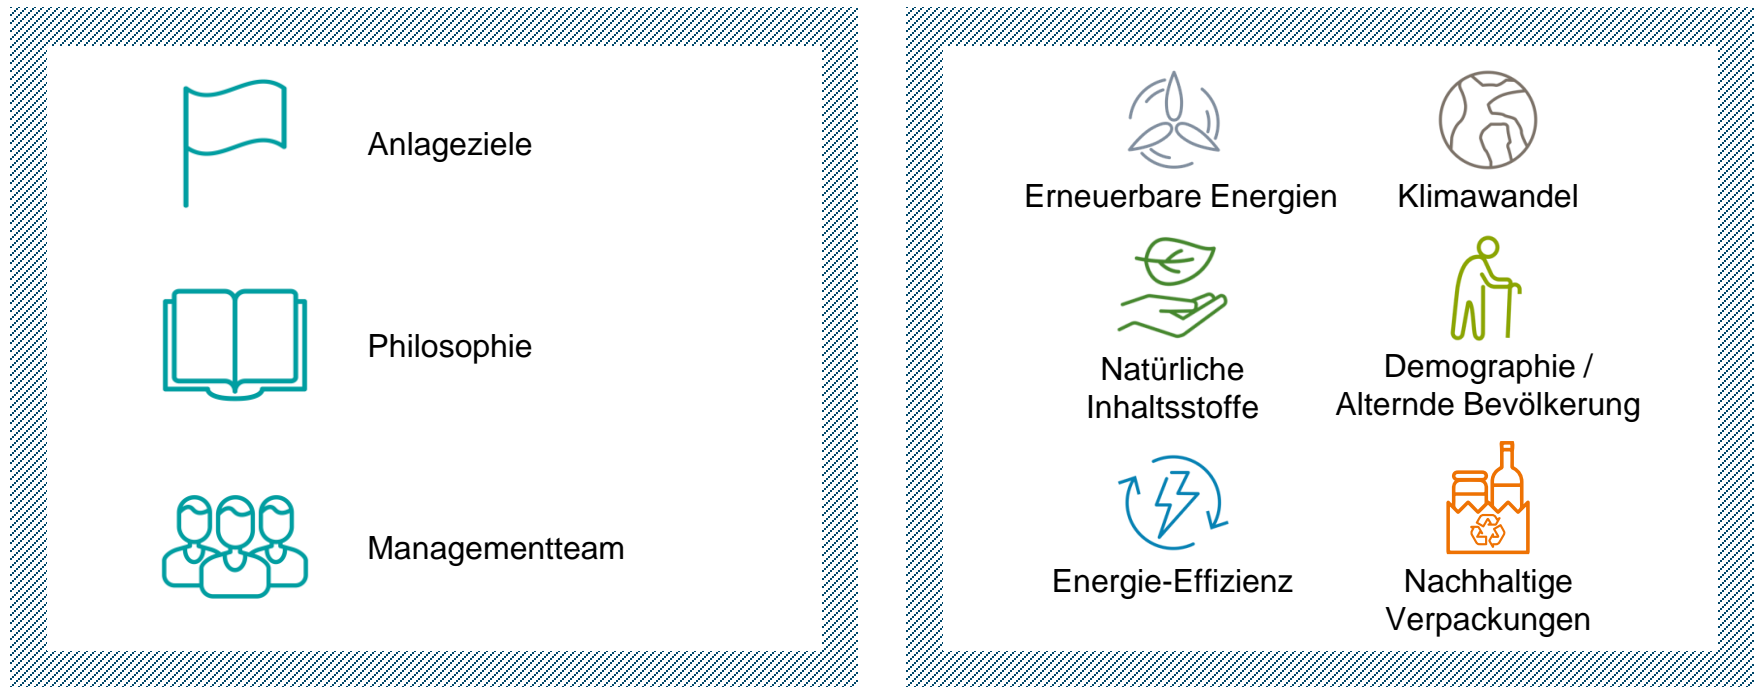 Anlageziele
Philosophie
Managementteam
Erneuerbare Energien
Klimawandel
Natürliche
Inhaltsstoffe
Demographie /
Alternde Bevölkerung
Energie-Effizienz
Nachhaltige
Verpackungen